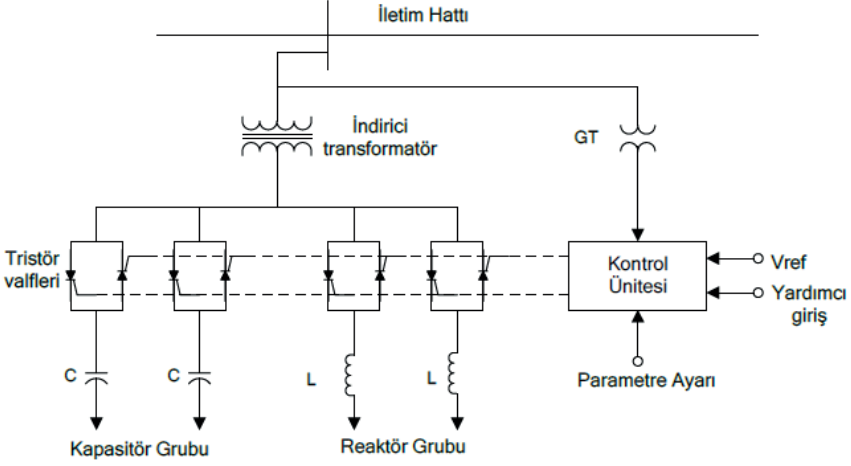 İletim Hattı
İndirici
transformatör
GT
Tristör
valfleri
Kontrol
Ünitesi
Vref
Yardımcı
giriş
C
C
L
L
Parametre Ayarı
Kapasitör Grubu
Reaktör Grubu